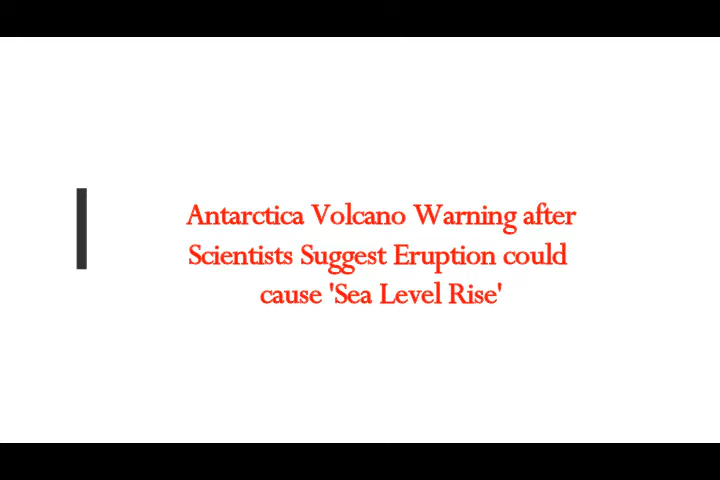 Antarctica Volcano Warning after
Scientists Suggest Eruption could
cause 'Sea Level Rise'